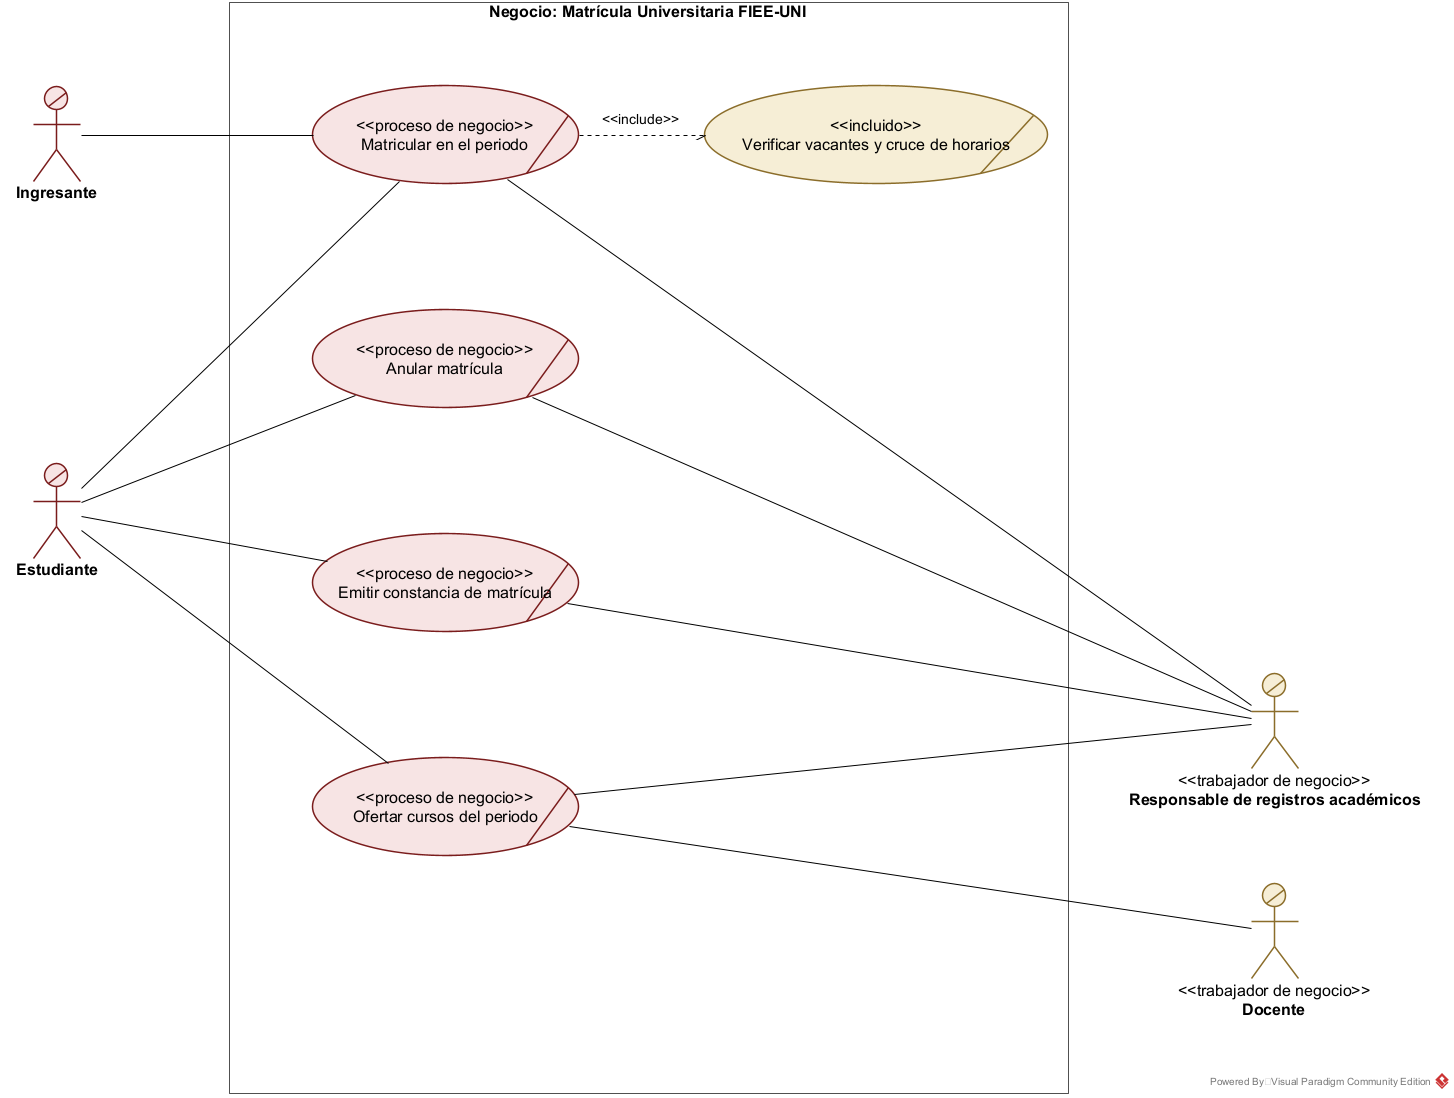 Negocio: Matrícula Universitaria FIEE-UNI
<<proceso de negocio>>
Matricular en el periodo
<<include>>
<<incluido>>
Verificar vacantes y cruce de horarios
Ingresante
<<proceso de negocio>>
Anular matrícula
Estudiante
<<proceso de negocio>>
Emitir constancia de matrícula
<<proceso de negocio>>
Ofertar cursos del periodo
<<trabajador de negocio>>
Responsable de registros académicos
<<trabajador de negocio>>
Docente
Powered By Visual Paradigm Community Edition